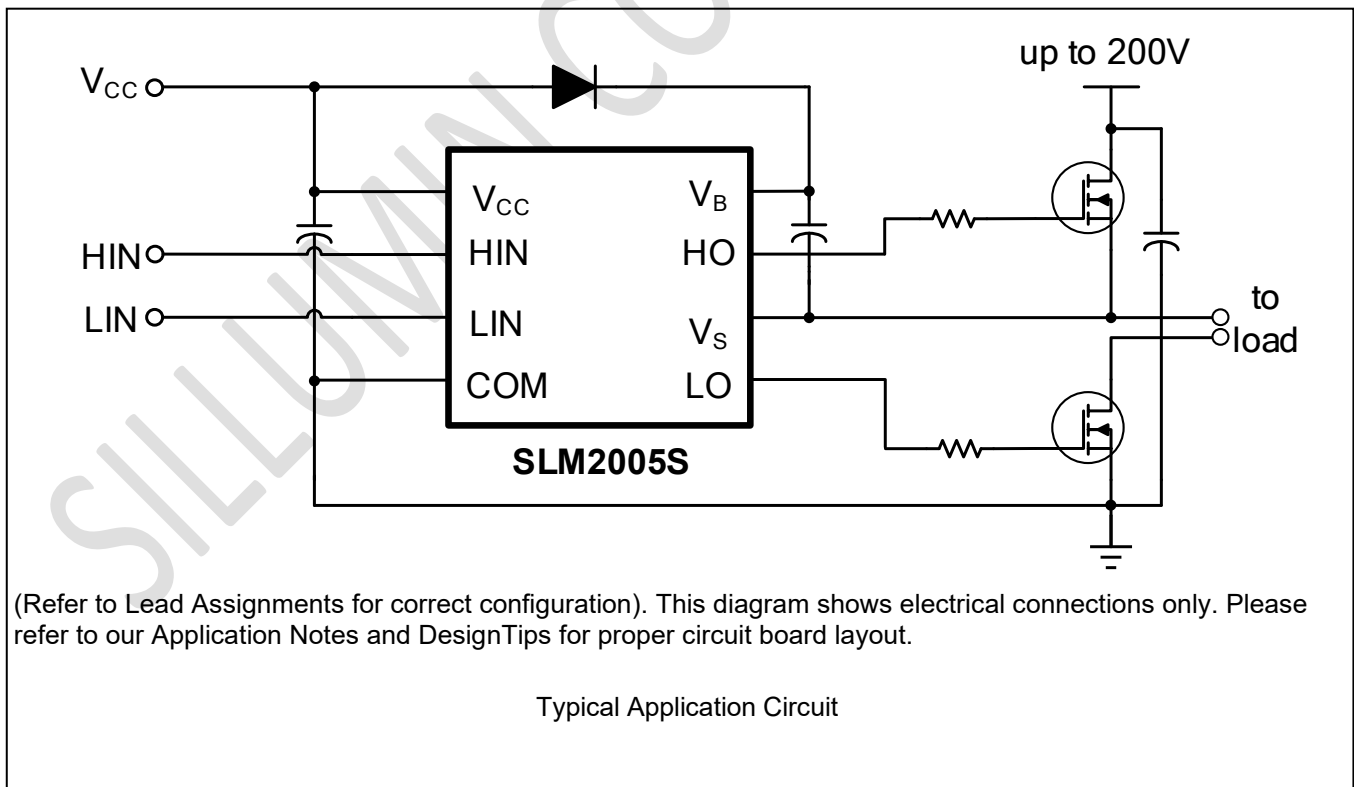 up to 200V
VCC
VCC
VB
HIN
HIN
HO
to
LIN
LIN
VS
load
COM
LO
SLM2005S
SILLUMIN CO
(Refer to Lead Assignments for correct configuration). This diagram shows electrical connections only. Please
refer to our Application Notes and DesignTips for proper circuit board layout.
Typical Application Circuit